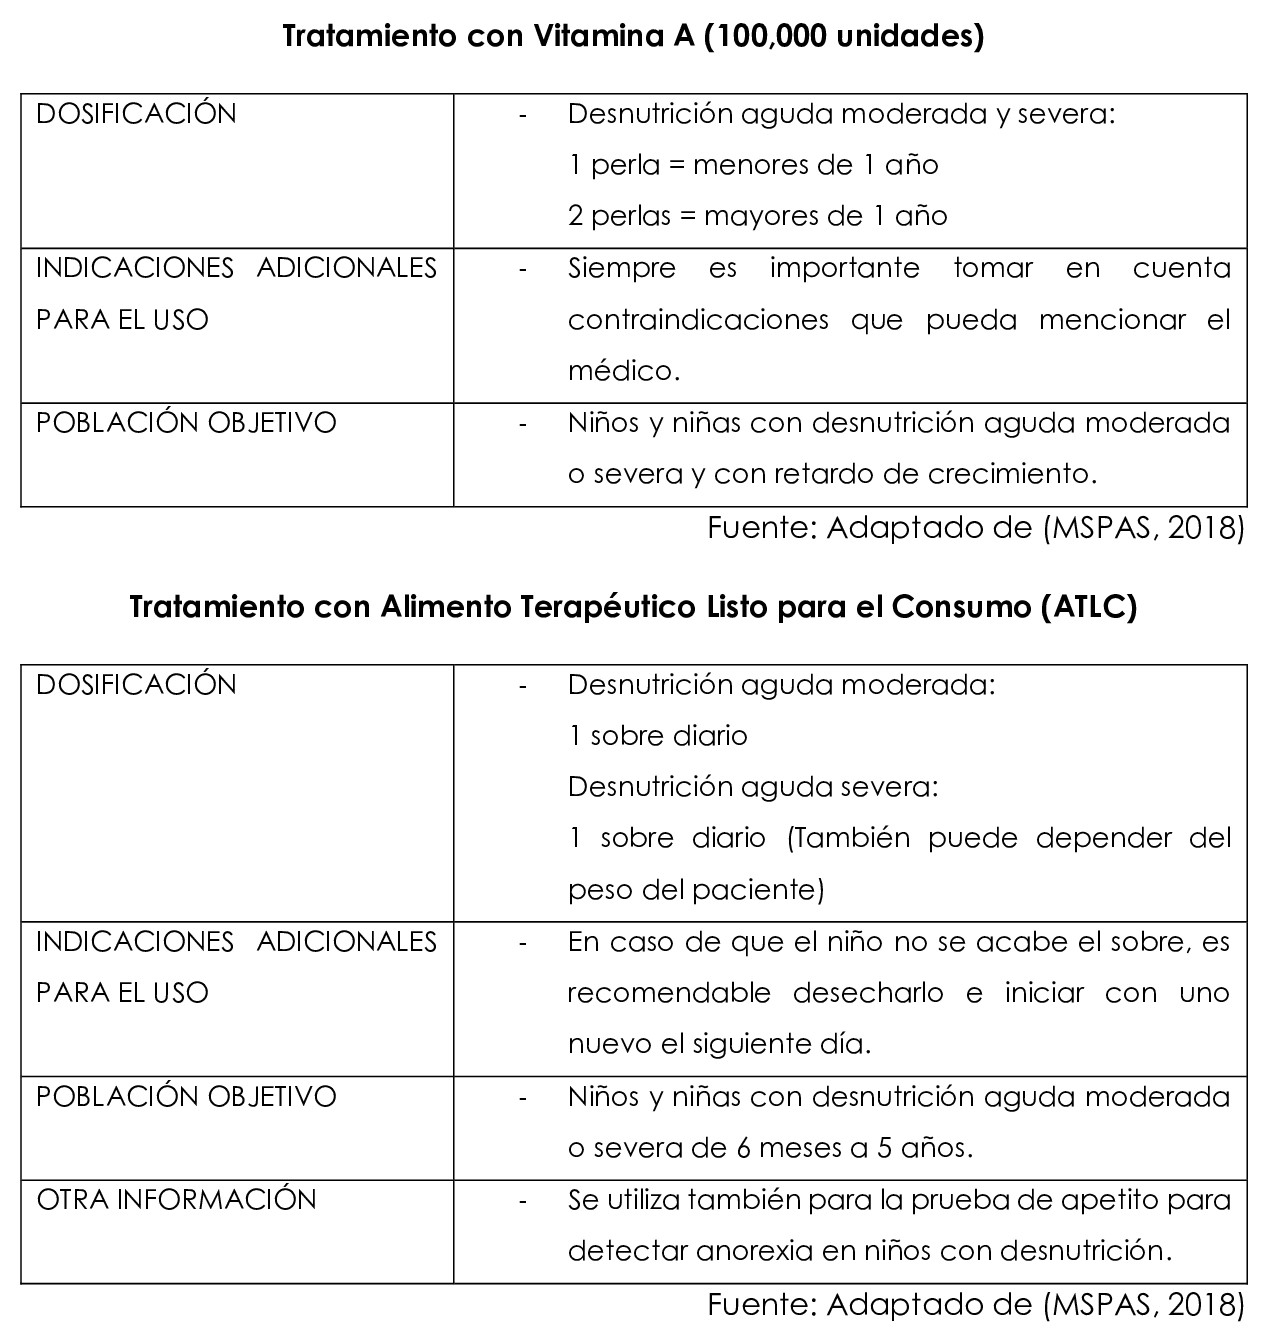 Tratamiento con Vitamina A (100,000 unidades)
DOSIFICACIÓN
- Desnutrición aguda moderada y severa:
1 perla = menores de 1 año
2 perlas = mayores de 1 año
INDICACIONES ADICIONALES
PARA EL USO
- Siempre es importante tomar en cuenta
contraindicaciones que pueda mencionar el
médico.
POBLACIÓN OBJETIVO
- Niños y niñas con desnutrición aguda moderada
o severa y con retardo de crecimiento.
Fuente: Adaptado de (MSPAS, 2018)
Tratamiento con Alimento Terapéutico Listo para el Consumo (ATLC)
DOSIFICACIÓN
- Desnutrición aguda moderada:
1 sobre diario
Desnutrición aguda severa:
1 sobre diario (También puede depender del
peso del paciente)
INDICACIONES ADICIONALES
PARA EL USO
- En caso de que el niño no se acabe el sobre, es
recomendable desecharlo e iniciar con uno
nuevo el siguiente día.
POBLACIÓN OBJETIVO
- Niños y niñas con desnutrición aguda moderada
o severa de 6 meses a 5 años.
OTRA INFORMACIÓN
- Se utiliza también para la prueba de apetito para
detectar anorexia en niños con desnutrición.
Fuente: Adaptado de (MSPAS, 2018)